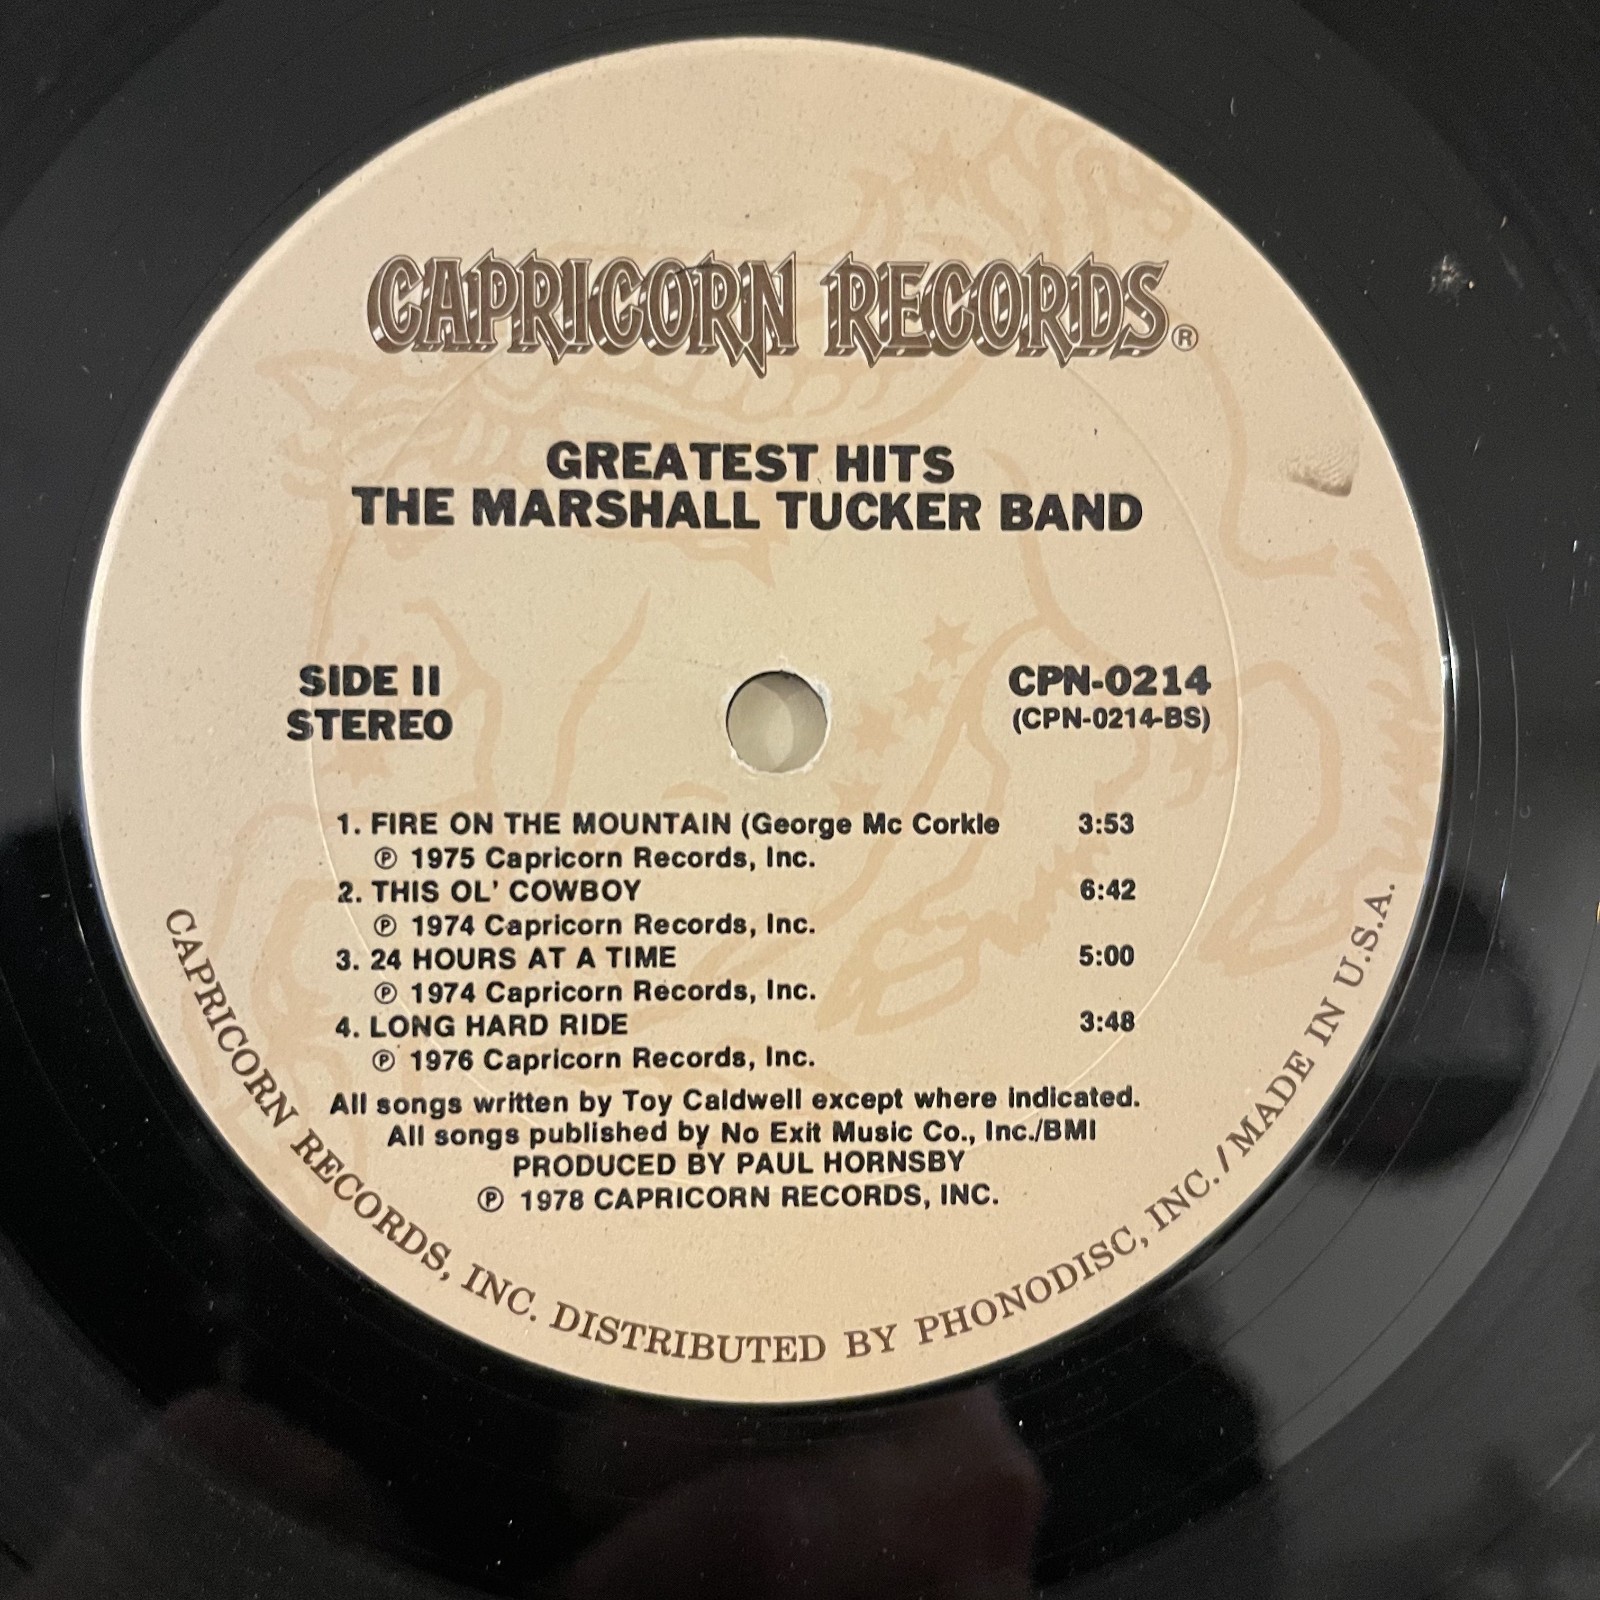 CAPRICORN RECORDS®
GREATEST HITS
THE MARSHALL TUCKER BAND
SIDE II
STEREO
CPN-0214
(CPN-0214-BS)
1. FIRE ON THE MOUNTAIN (George Mc Corkle 3:53
℗ 1975 Capricorn Records, Inc.
2. THIS OL' COWBOY 6:42
℗ 1974 Capricorn Records, Inc.
3. 24 HOURS AT A TIME 5:00
℗ 1974 Capricorn Records, Inc.
4. LONG HARD RIDE 3:48
℗ 1976 Capricorn Records, Inc.
All songs written by Toy Caldwell except where indicated.
All songs published by No Exit Music Co., Inc./BMI
PRODUCED BY PAUL HORNSBY
℗ 1978 CAPRICORN RECORDS, INC.
CAPRICORN RECORDS, INC. DISTRIBUTED BY PHONODISC, INC. / MADE IN U.S.A.